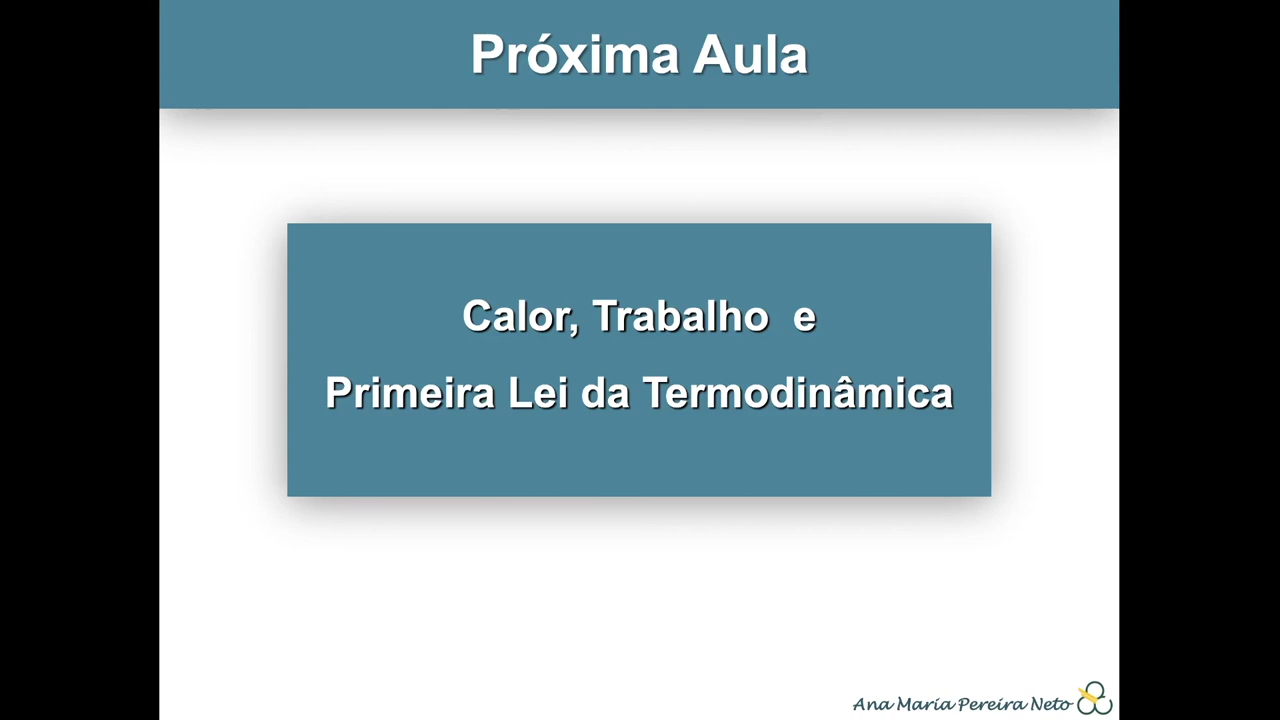 Próxima Aula
Calor, Trabalho e
Primeira Lei da Termodinâmica
Ana Maria Pereira Neto